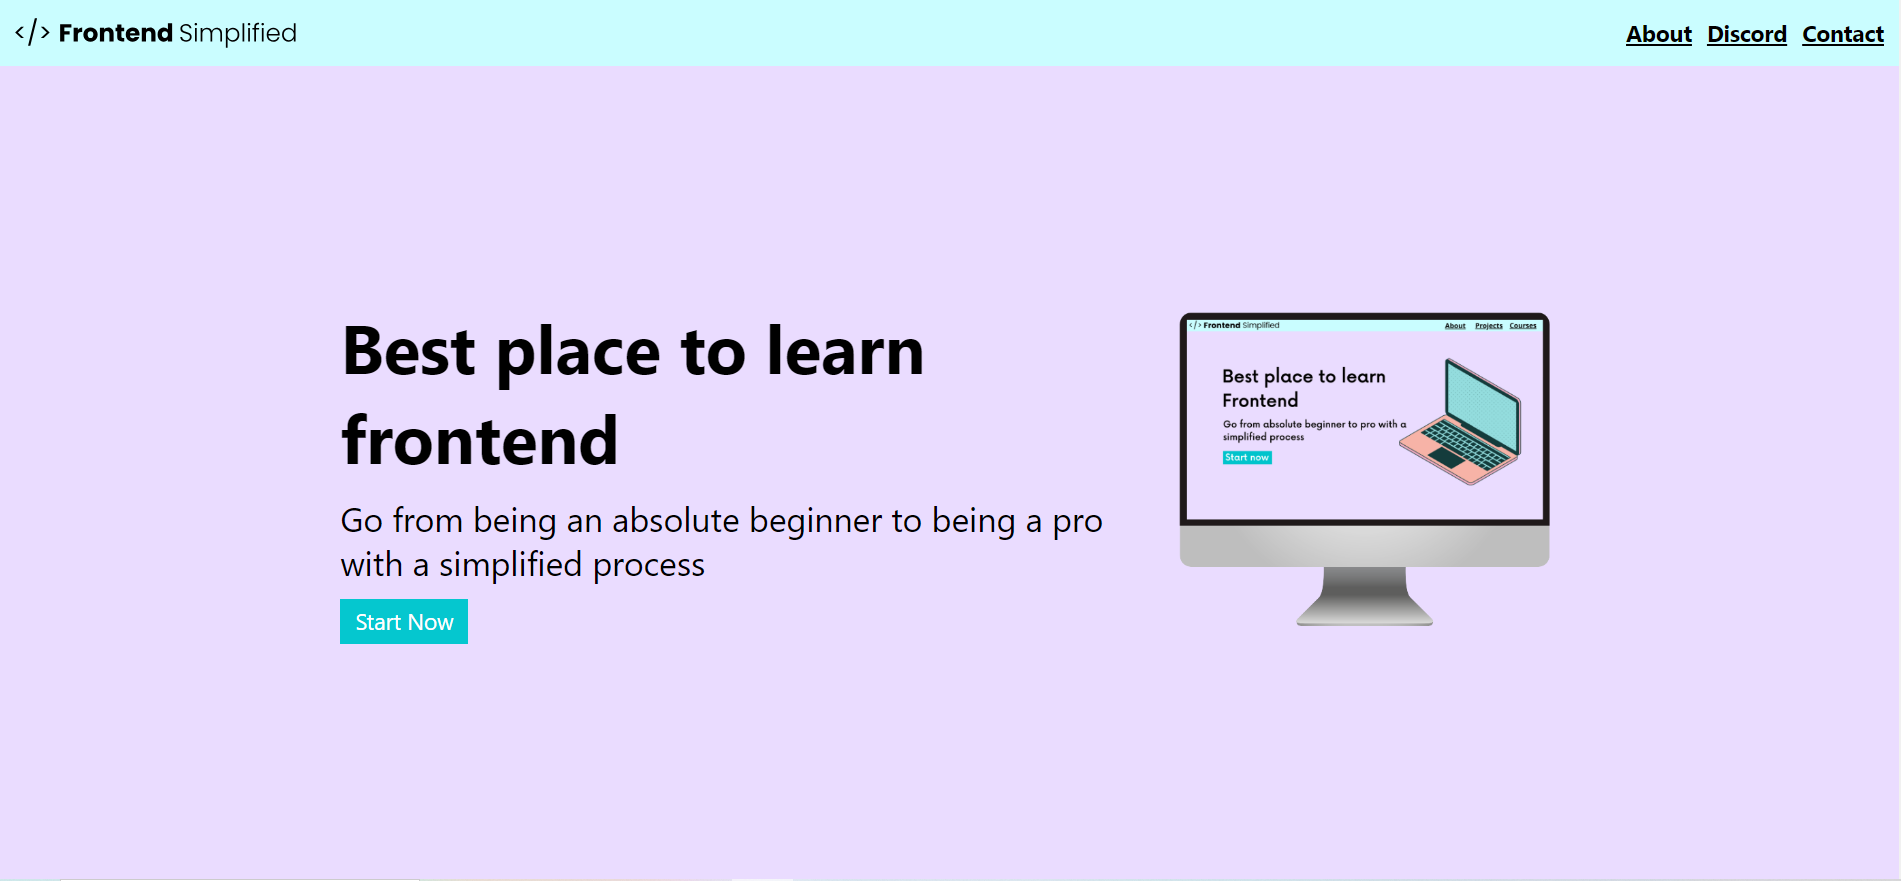 </> Frontend Simplified
About Discord Contact
Best place to learn
frontend
Go from being an absolute beginner to being a pro
with a simplified process
Start Now
</> Frontend Simplified
About Projects Courses
Best place to learn
Frontend
Go from absolute beginner to pro with a
simplified process
Start now